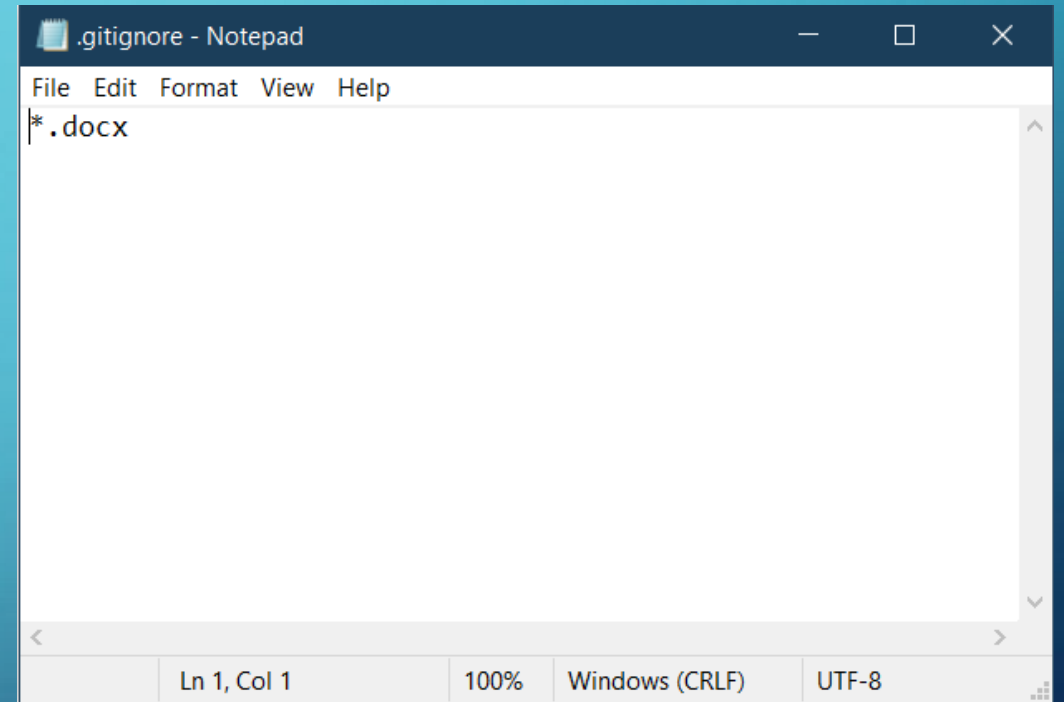 .gitignore - Notepad
File Edit Format View Help
*.docx
Ln 1, Col 1 100% Windows (CRLF) UTF-8